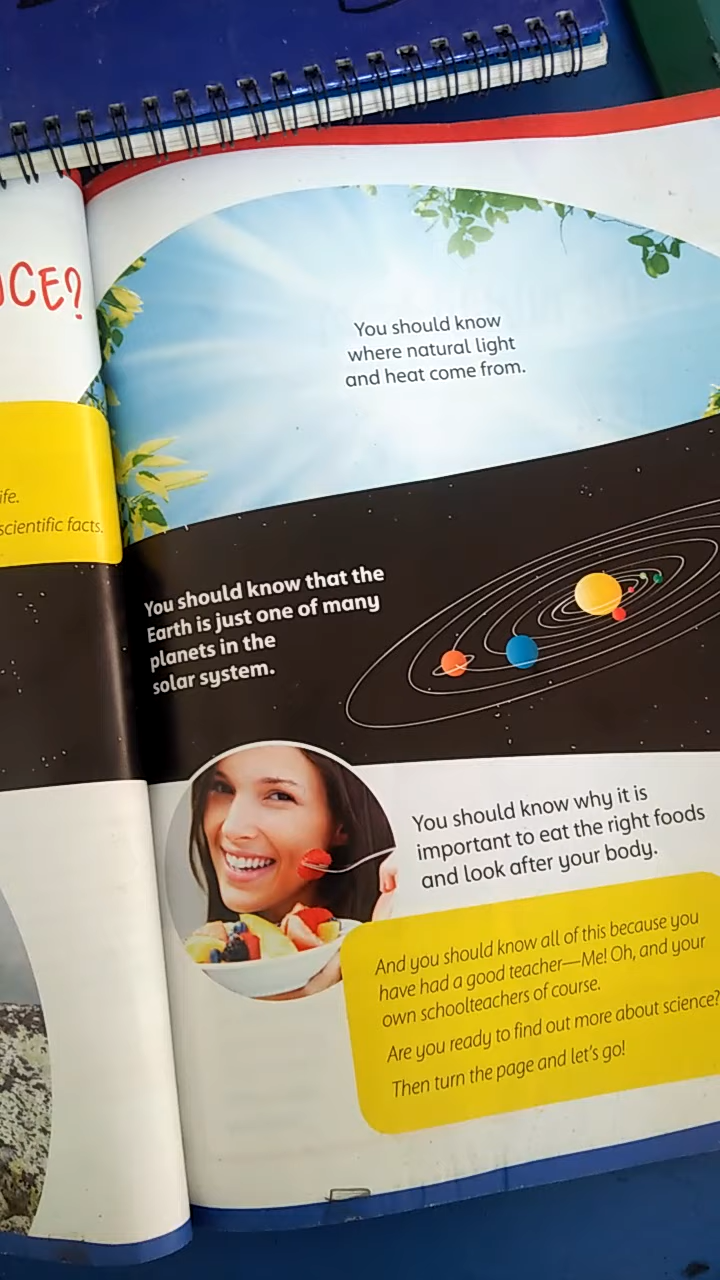 CE?
ife.
scientific facts.
You should know
where natural light
and heat come from.
You should know that the
Earth is just one of many
planets in the
solar system.
You should know why it is
important to eat the right foods
and look after your body.
And you should know all of this because you
have had a good teacher—Me! Oh, and your
own schoolteachers of course.
Are you ready to find out more about science?
Then turn the page and let's go!